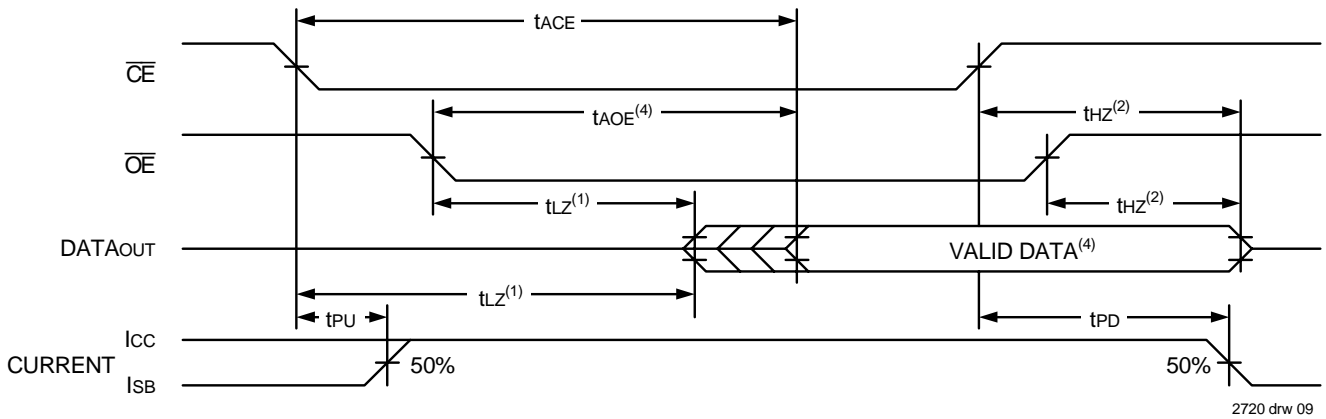 tACE
CE
tAOE(4)
tHZ(2)
OE
tLZ(1)
tHZ(2)
DATAOUT
VALID DATA(4)
tLZ(1)
tPU
tPD
ICC
CURRENT
50%
50%
ISB
2720 drw 09